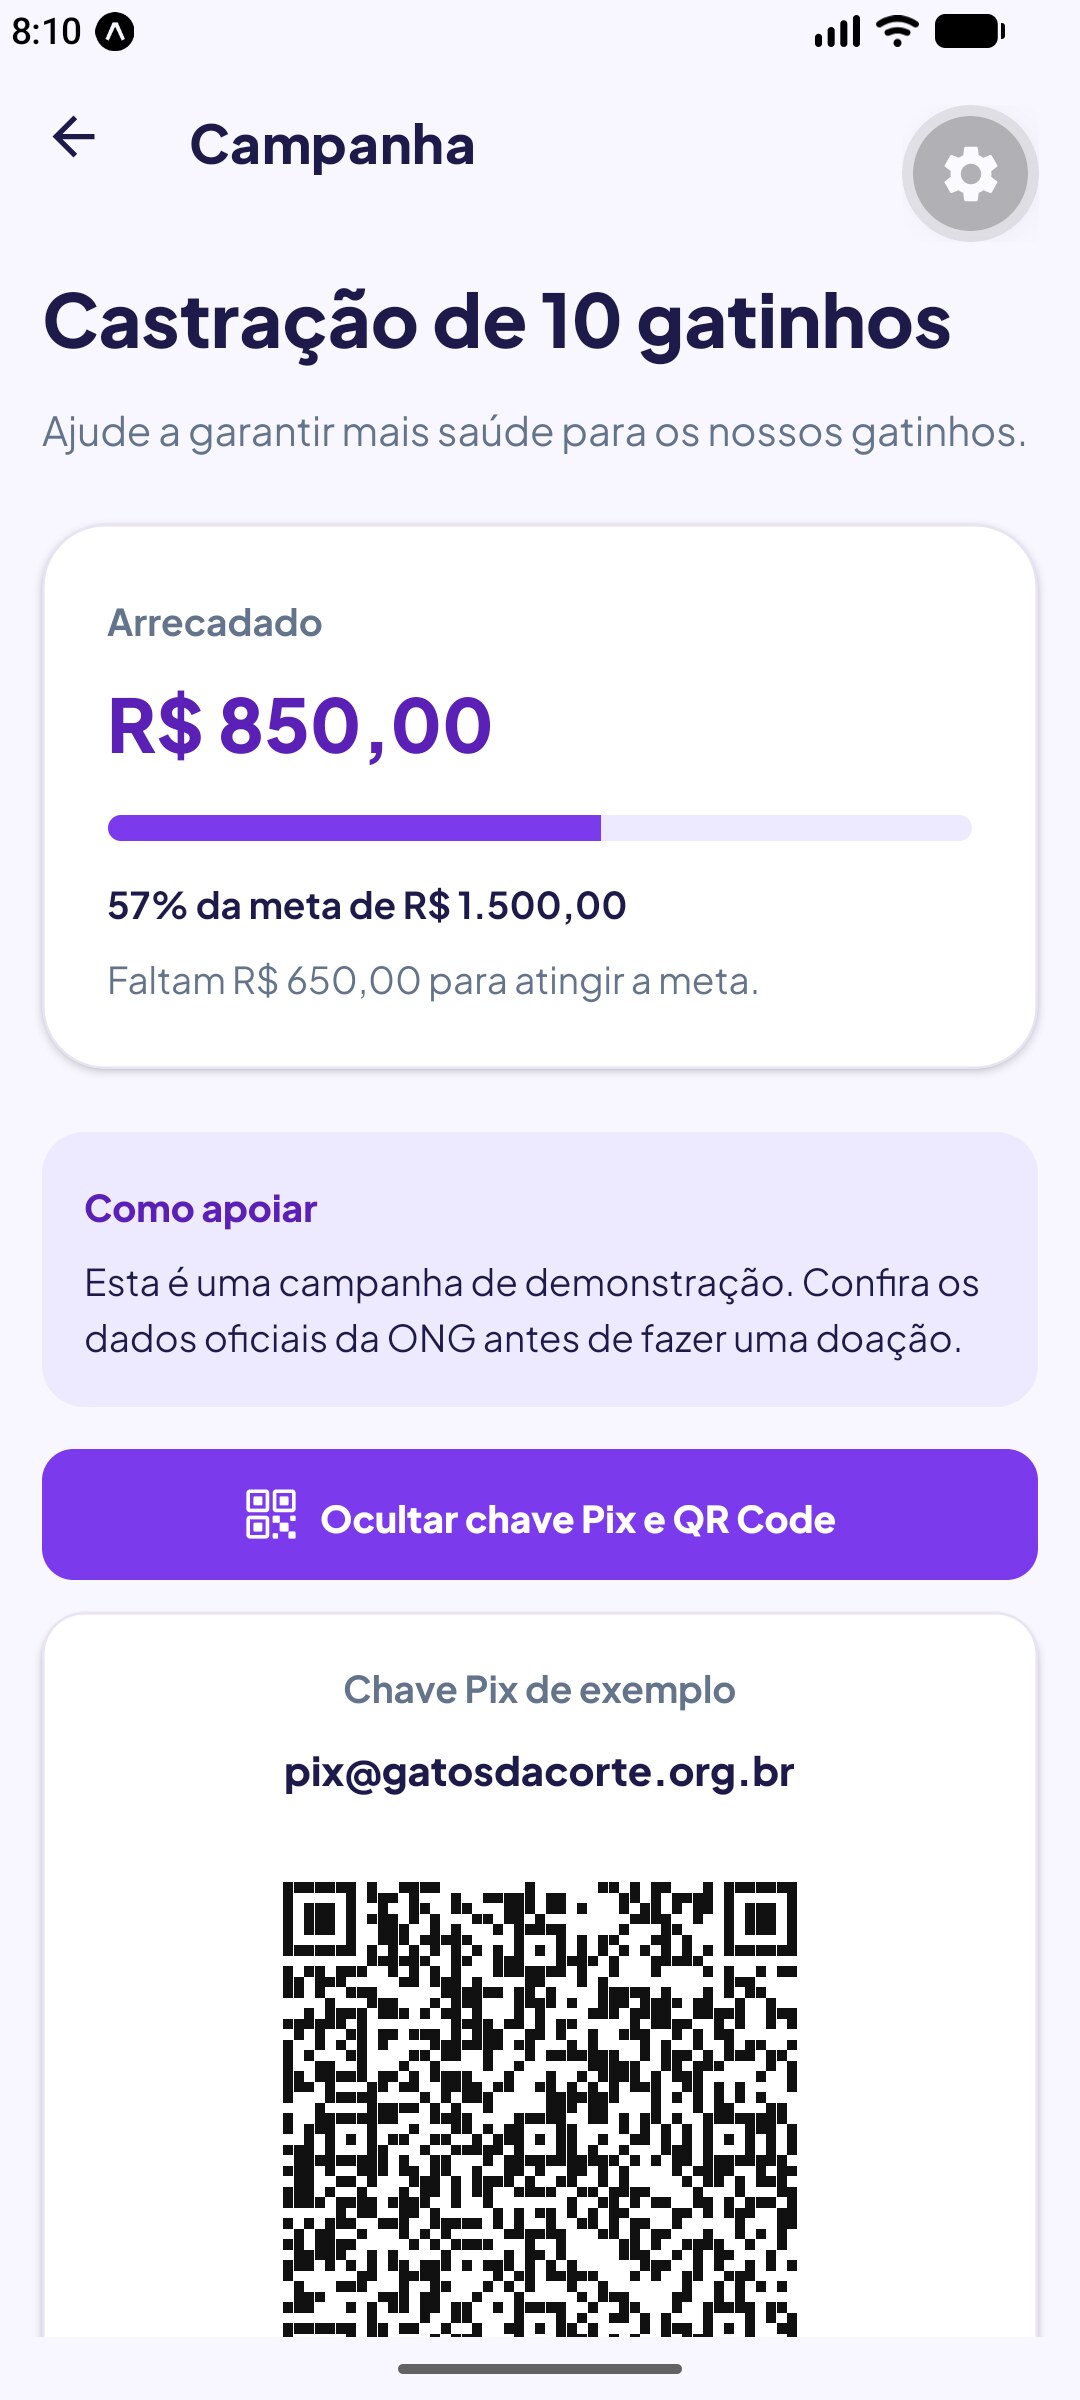 8:10
Campanha
Castração de 10 gatinhos
Ajude a garantir mais saúde para os nossos gatinhos.
Arrecadado
R$ 850,00
57% da meta de R$ 1.500,00
Faltam R$ 650,00 para atingir a meta.
Como apoiar
Esta é uma campanha de demonstração. Confira os
dados oficiais da ONG antes de fazer uma doação.
Ocultar chave Pix e QR Code
Chave Pix de exemplo
pix@gatosdacorte.org.br